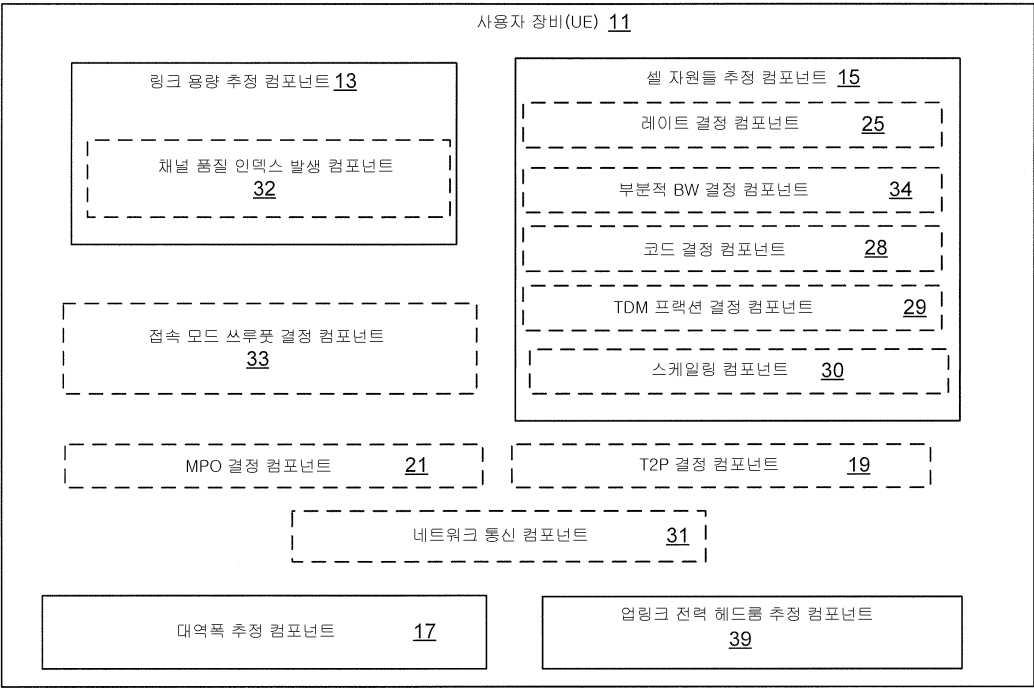 사용자 장비(UE) 11
링크 용량 추정 컴포넌트 13
채널 품질 인덱스 발생 컴포넌트
32
셀 자원들 추정 컴포넌트 15
레이트 결정 컴포넌트 25
부분적 BW 결정 컴포넌트 34
코드 결정 컴포넌트 28
TDM 프랙션 결정 컴포넌트 29
스케일링 컴포넌트 30
접속 모드 쓰루풋 결정 컴포넌트
33
MPO 결정 컴포넌트 21
T2P 결정 컴포넌트 19
네트워크 통신 컴포넌트 31
대역폭 추정 컴포넌트 17
업링크 전력 헤드룸 추정 컴포넌트
39